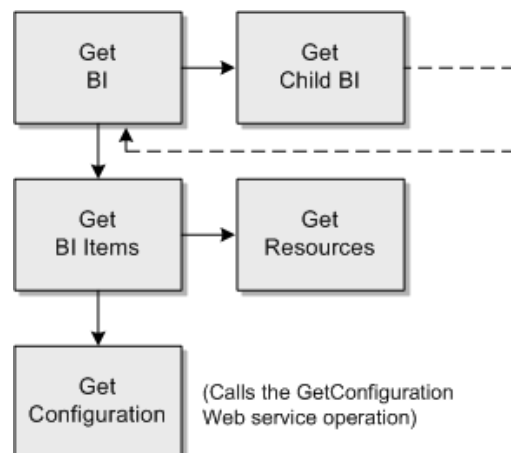 Get
BI
Get
Child BI
Get
BI Items
Get
Resources
Get
Configuration
(Calls the GetConfiguration
Web service operation)